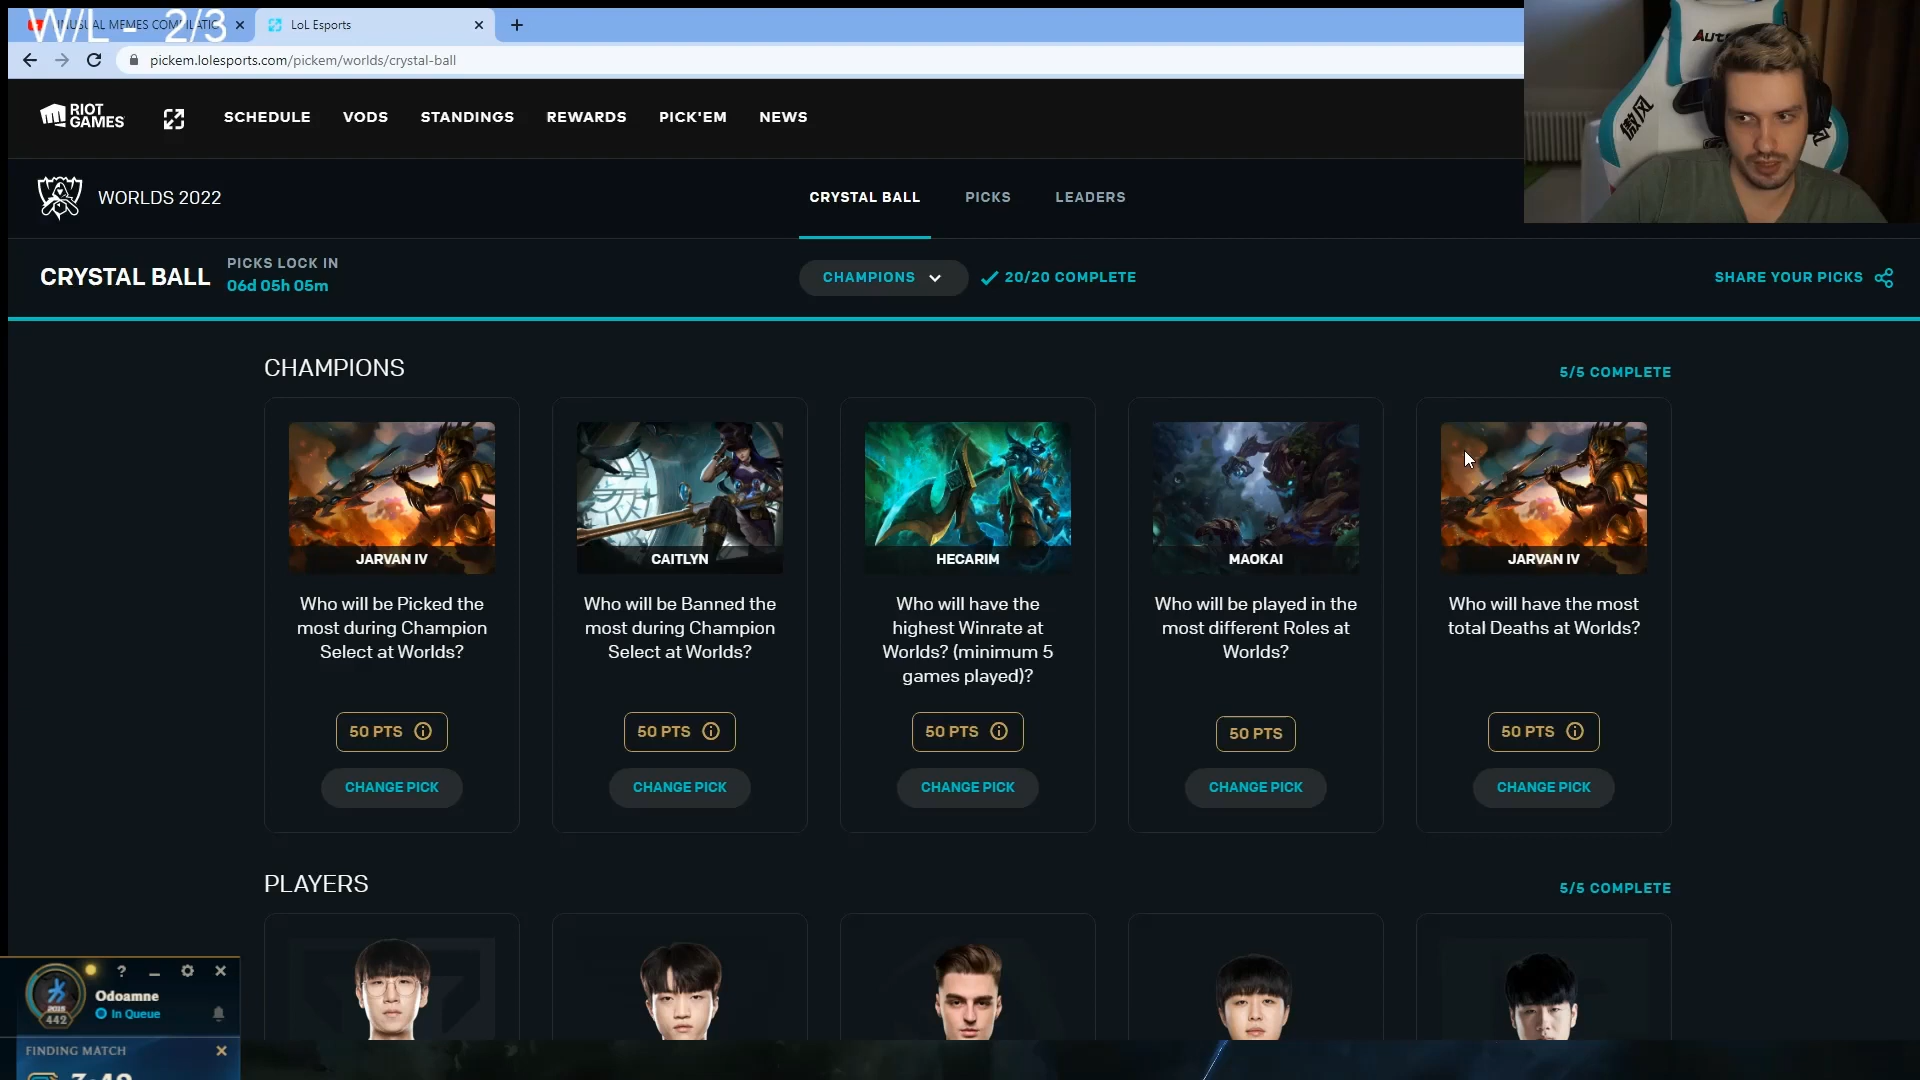 W/L - 2/3
LoL Esports
pickem.lolesports.com/pickem/worlds/crystal-ball
RIOT GAMES
SCHEDULE VODS STANDINGS REWARDS PICK'EM NEWS
WORLDS 2022
CRYSTAL BALL PICKS LEADERS
CRYSTAL BALL
PICKS LOCK IN
06d 05h 05m
CHAMPIONS
20/20 COMPLETE
SHARE YOUR PICKS
CHAMPIONS
5/5 COMPLETE
JARVAN IV
Who will be Picked the
most during Champion
Select at Worlds?
50 PTS
CHANGE PICK
CAITLYN
Who will be Banned the
most during Champion
Select at Worlds?
50 PTS
CHANGE PICK
HECARIM
Who will have the
highest Winrate at
Worlds? (minimum 5
games played)?
50 PTS
CHANGE PICK
MAOKAI
Who will be played in the
most different Roles at
Worlds?
50 PTS
CHANGE PICK
JARVAN IV
Who will have the most
total Deaths at Worlds?
50 PTS
CHANGE PICK
PLAYERS
5/5 COMPLETE
Odoamne
442
In Queue
FINDING MATCH